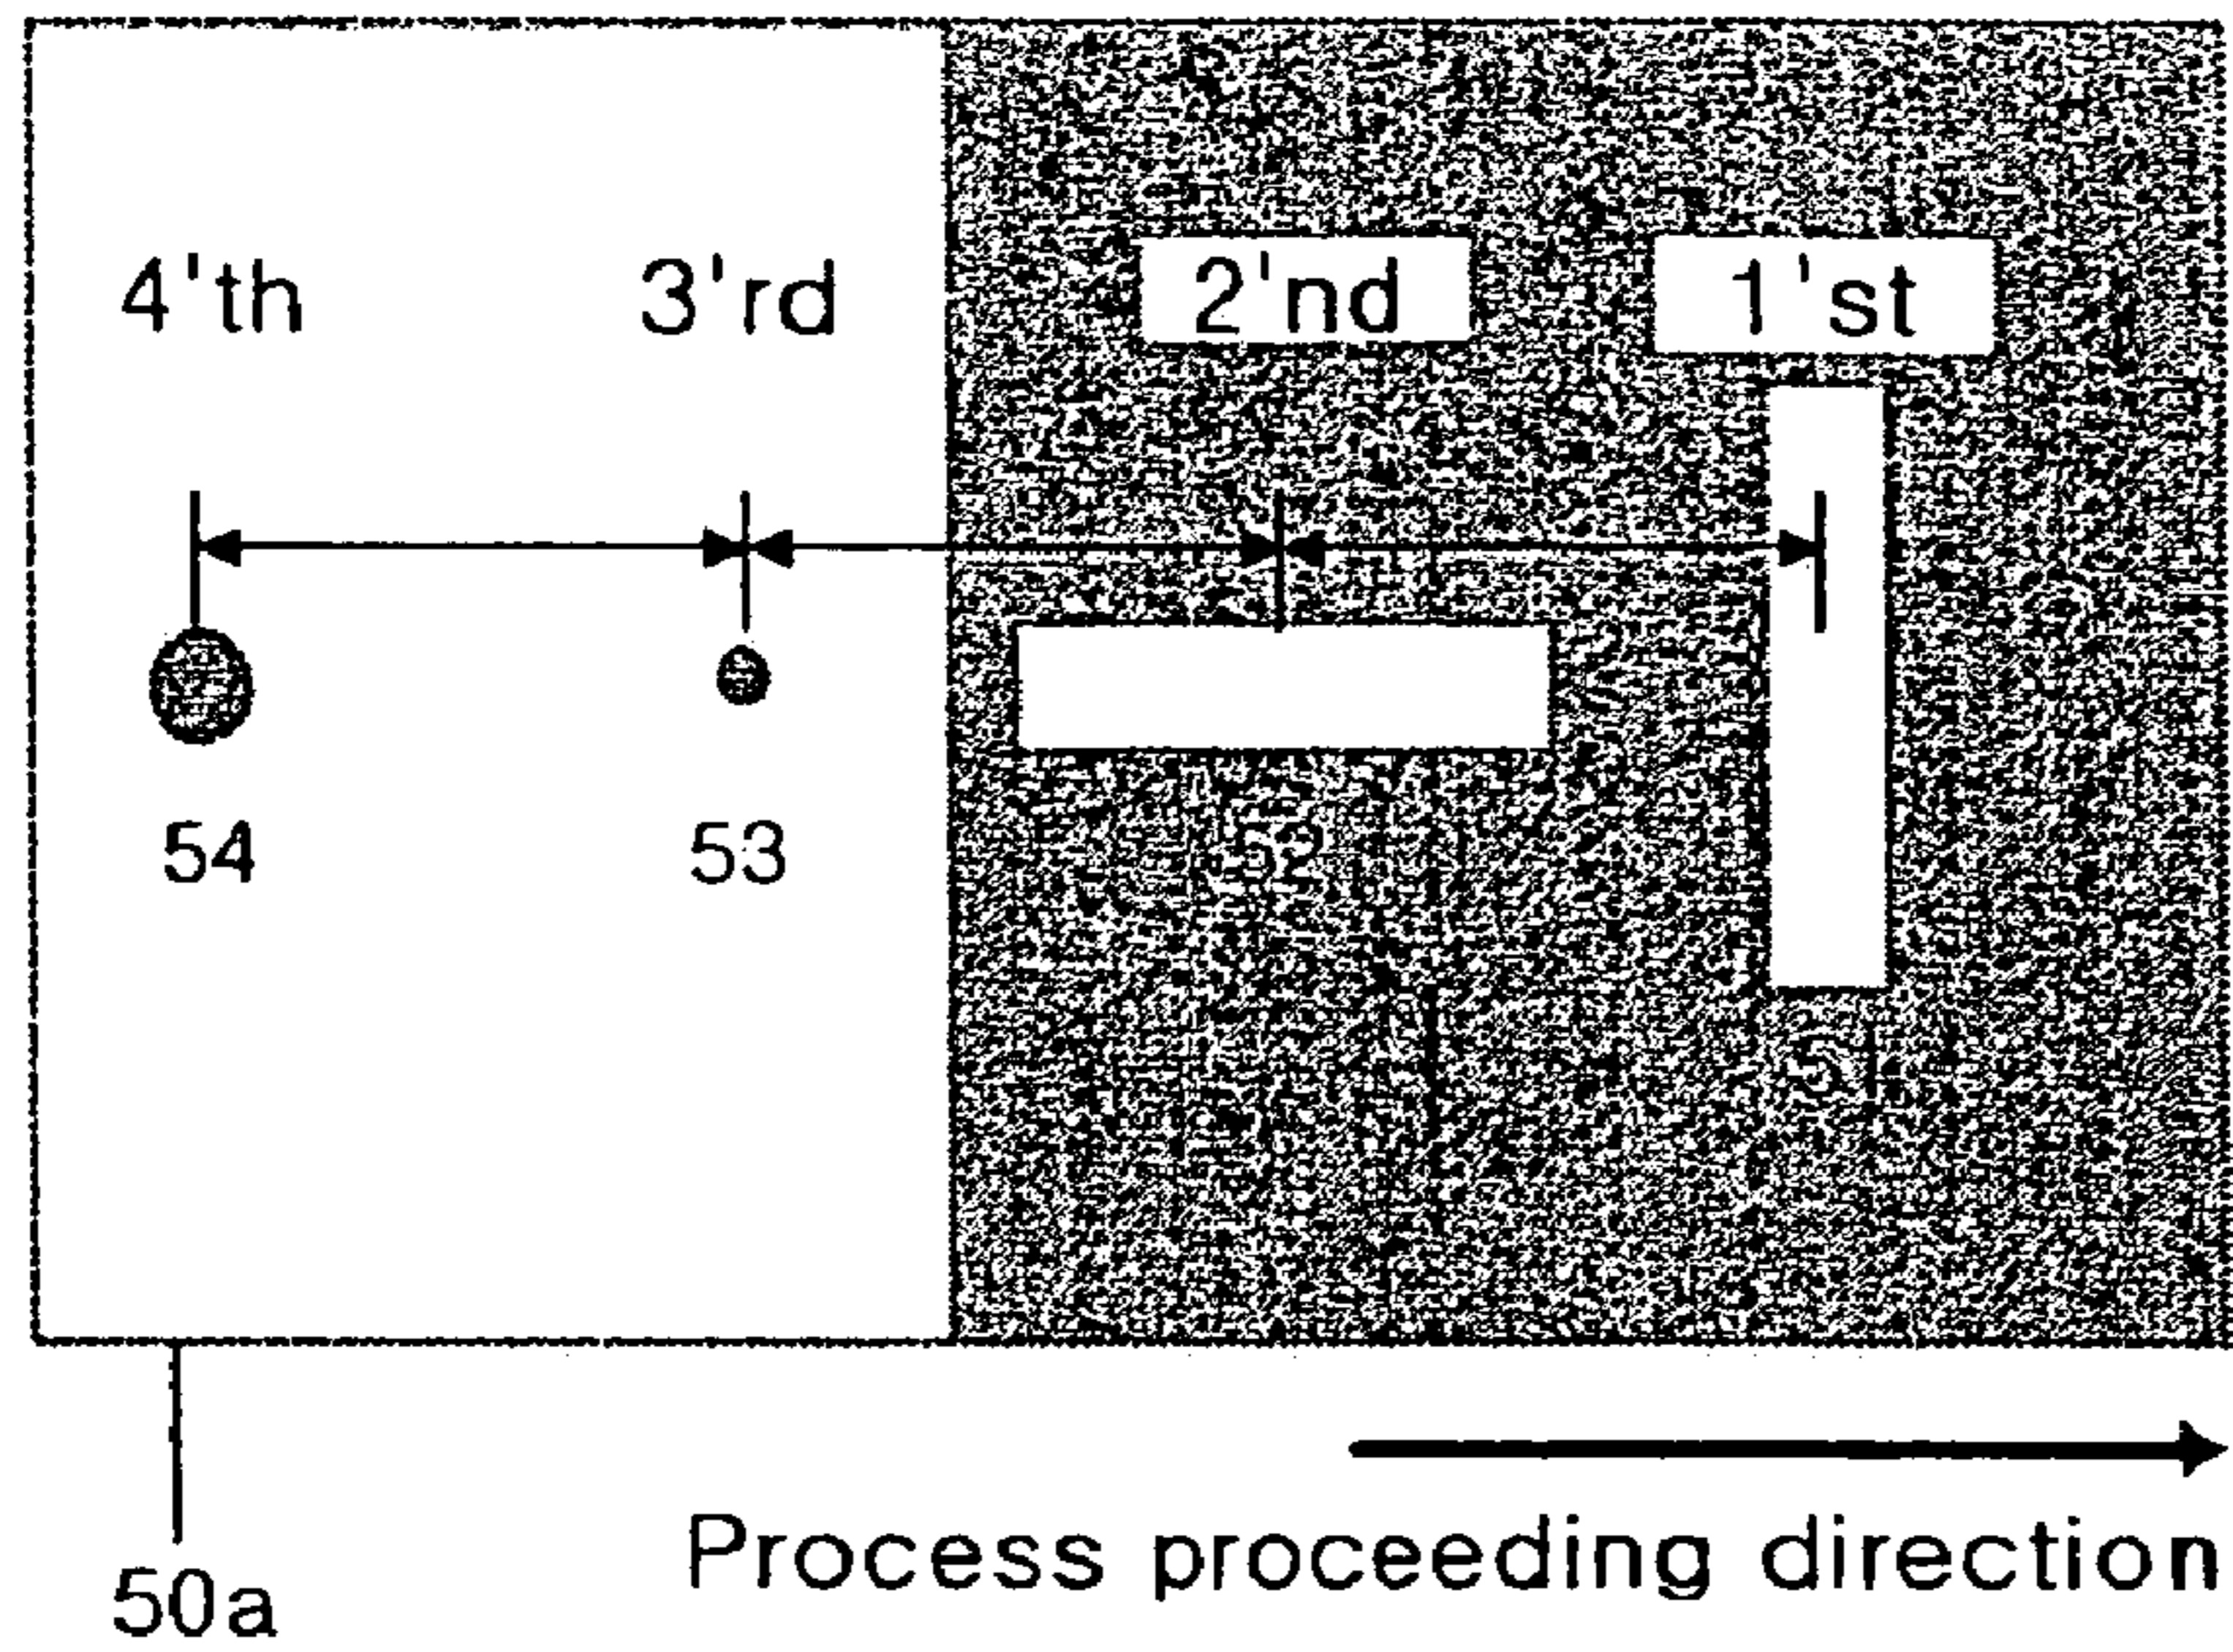 4'th 3'rd 2'nd 1'st
54 53 52
51
50a
Process proceeding direction